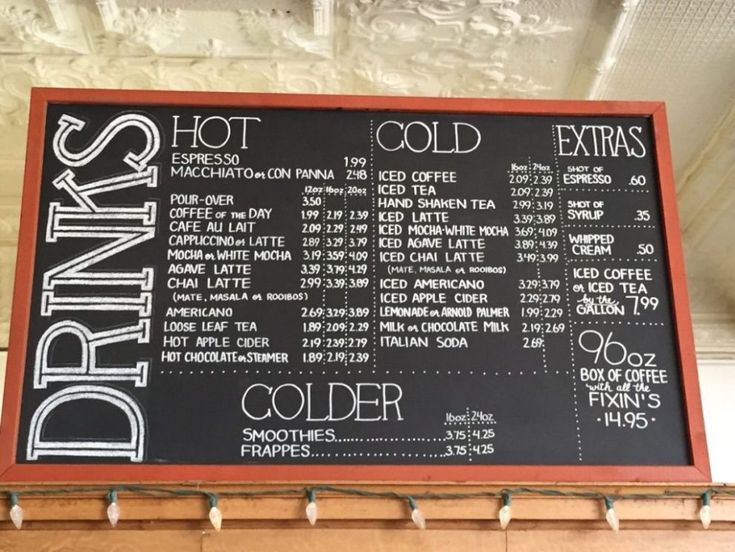 DRINKS
HOT
ESPRESSO 1.99
MACCHIATO or CON PANNA 2.48
12oz 16oz 20oz
POUR-OVER 3.50
COFFEE OF THE DAY 1.99 2.19 2.39
CAFE AU LAIT 2.09 2.29 2.49
CAPPUCCINO or LATTE 2.89 3.29 3.79
MOCHA or WHITE MOCHA 3.19 3.59 4.09
AGAVE LATTE 3.39 3.79 4.29
CHAI LATTE 2.99 3.39 3.89
(MATE, MASALA or ROOIBOS)
AMERICANO 2.69 3.29 3.89
LOOSE LEAF TEA 1.89 2.09 2.29
HOT APPLE CIDER 2.19 2.39 2.79
HOT CHOCOLATE or STEAMER 1.89 2.19 2.39
COLD
16oz 24oz
ICED COFFEE 2.09 2.39
ICED TEA 2.09 2.39
HAND SHAKEN TEA 2.99 3.19
ICED LATTE 3.39 3.89
ICED MOCHA·WHITE MOCHA 3.69 4.09
ICED AGAVE LATTE 3.89 4.39
ICED CHAI LATTE 3.49 3.99
(MATE, MASALA or ROOIBOS)
ICED AMERICANO 3.29 3.79
ICED APPLE CIDER 2.29 2.79
LEMONADE or ARNOLD PALMER 1.99 2.29
MILK or CHOCOLATE MILK 2.19 2.69
ITALIAN SODA 2.69
EXTRAS
SHOT OF
ESPRESSO .60
SHOT OF
SYRUP .35
WHIPPED
CREAM .50
ICED COFFEE
or ICED TEA
by the
GALLON 7.99
96oz
BOX OF COFFEE
with all the
FIXIN'S
·14.95·
COLDER
16oz 24oz
SMOOTHIES 3.75 4.25
FRAPPES 3.75 4.25